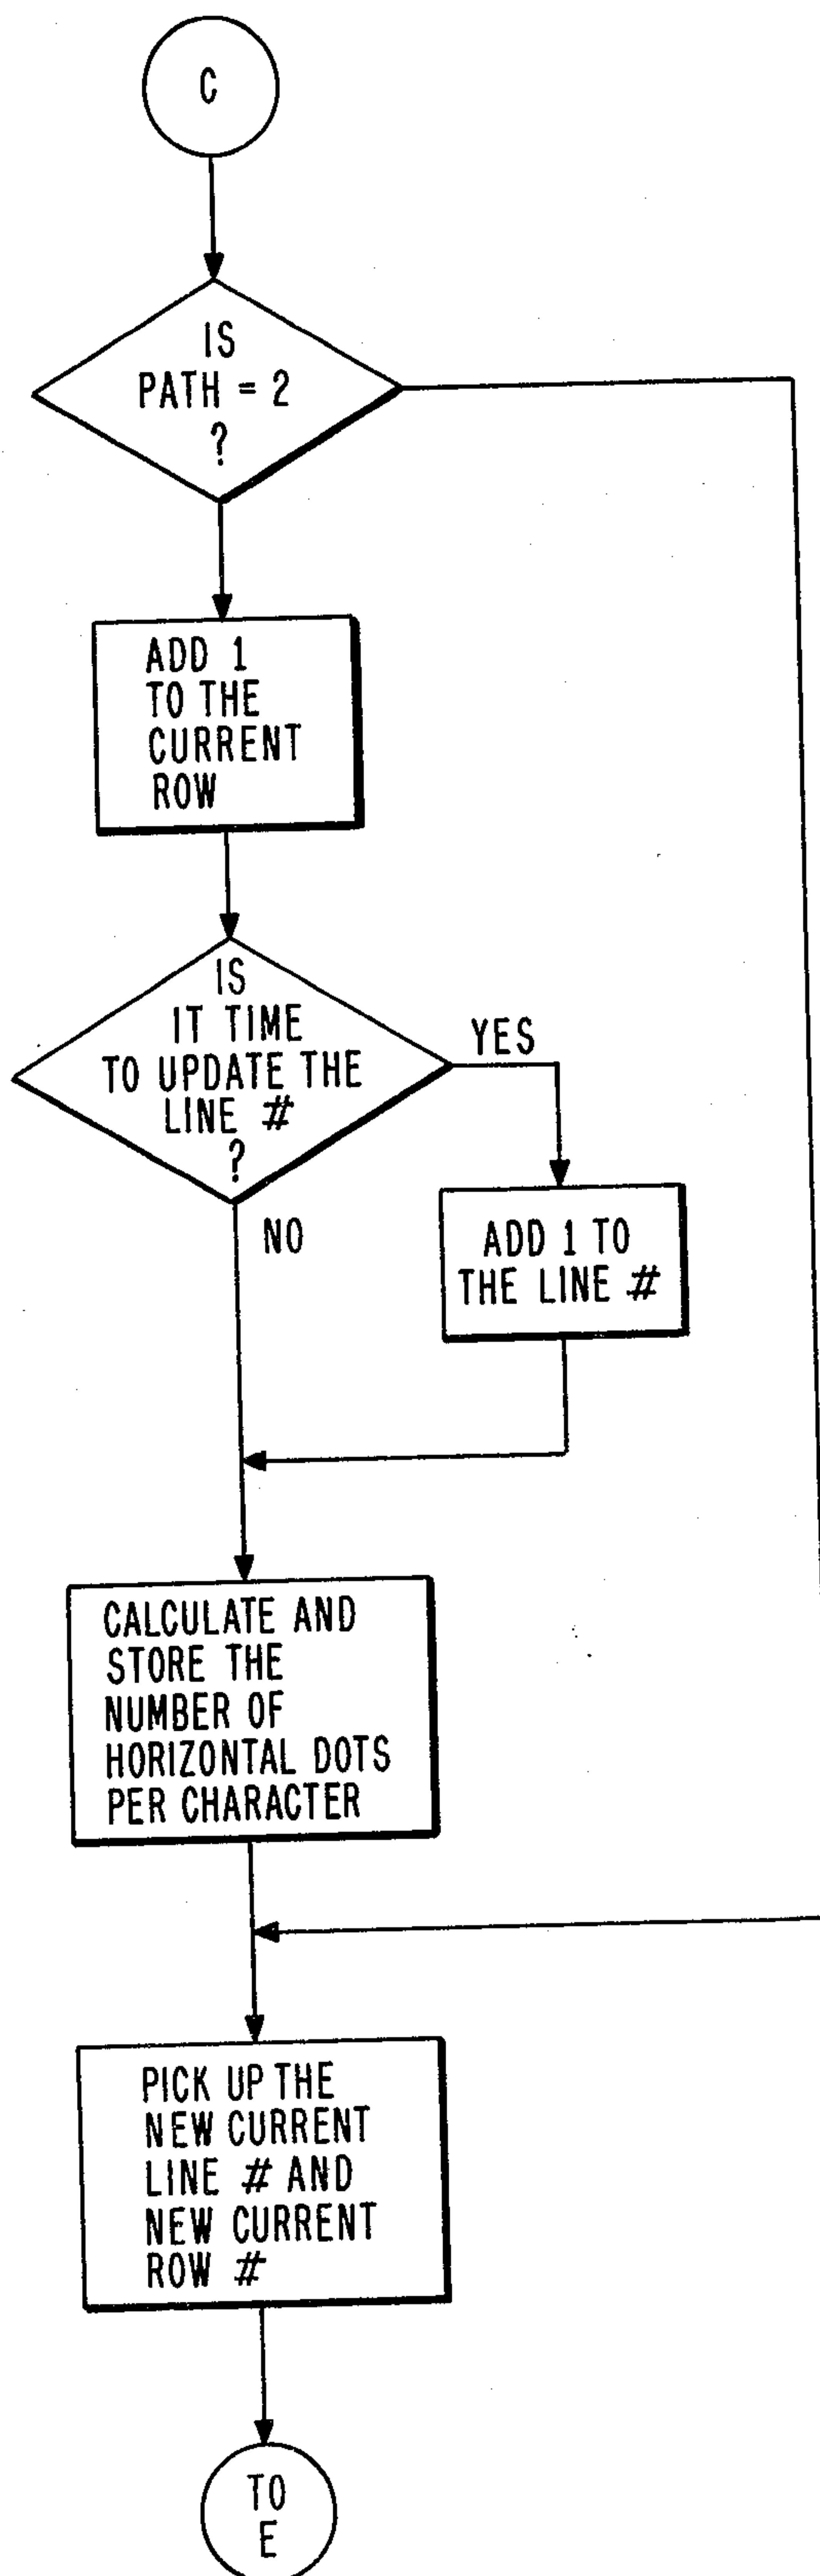 C
IS
PATH = 2
?
ADD 1
TO THE
CURRENT
ROW
IS
IT TIME
TO UPDATE THE
LINE #
?
YES
NO
ADD 1 TO
THE LINE #
CALCULATE AND
STORE THE
NUMBER OF
HORIZONTAL DOTS
PER CHARACTER
PICK UP THE
NEW CURRENT
LINE # AND
NEW CURRENT
ROW #
TO
E